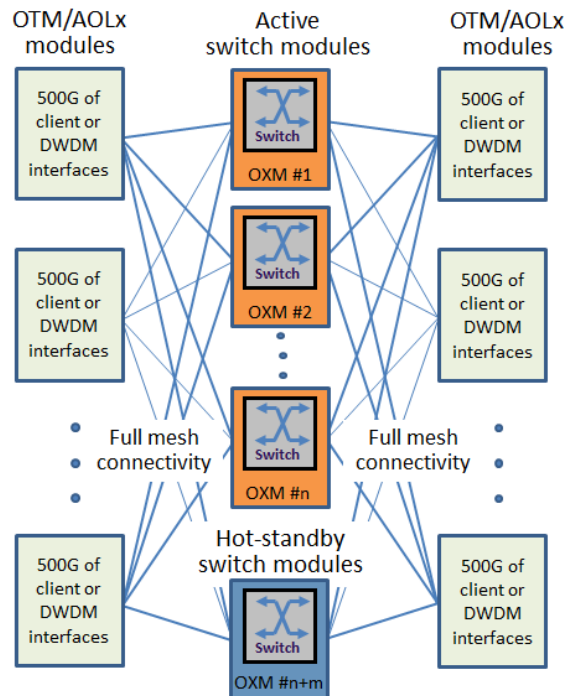 OTM/AOLx
modules
Active
switch modules
OTM/AOLx
modules
500G of
client or
DWDM
interfaces
Switch
OXM #1
500G of
client or
DWDM
interfaces
500G of
client or
DWDM
interfaces
Switch
OXM #2
500G of
client or
DWDM
interfaces
Full mesh
connectivity
Switch
OXM #n
Full mesh
connectivity
Hot-standby
switch modules
500G of
client or
DWDM
interfaces
Switch
OXM #n+m
500G of
client or
DWDM
interfaces